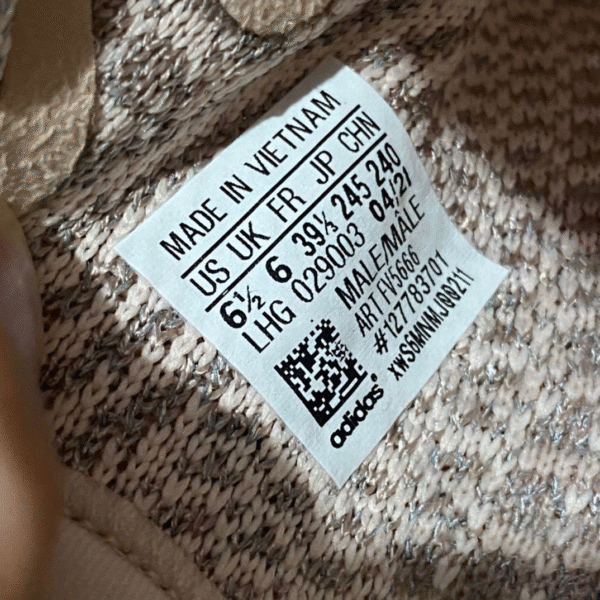 MADE IN VIETNAM
US UK FR JP CHN
6½ 6 39⅓ 245 240
LHG 029003 04/21
MALE/MÂLE
ART FV5666
#127783701
adidas®